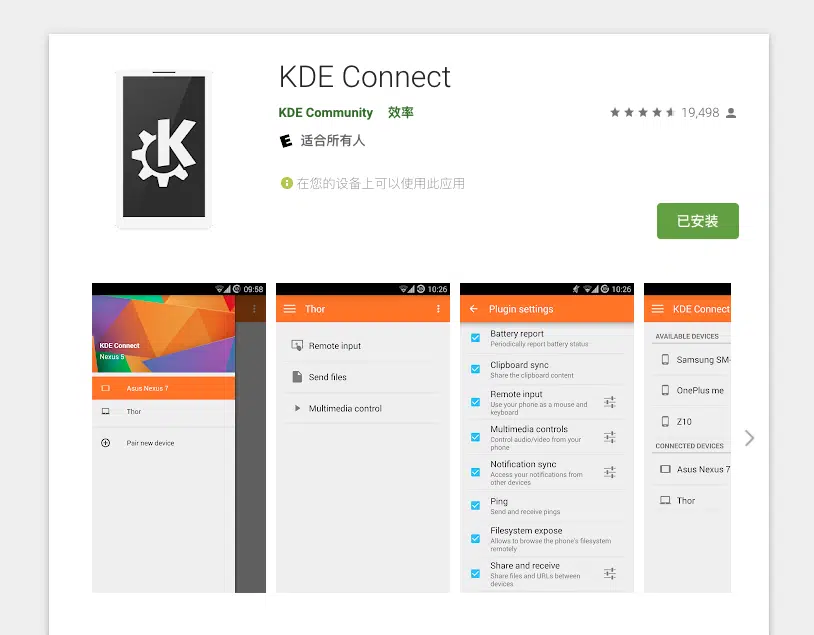 KDE Connect
KDE Community 效率
19,498
适合所有人
在您的设备上可以使用此应用
已安装
09:58
KDE Connect
Nexus 5
Asus Nexus 7
Thor
Pair new device
10:26
Thor
Remote input
Send files
Multimedia control
10:26
Plugin settings
Battery report
Periodically report battery status
Clipboard sync
Share the clipboard content
Remote input
Use your phone as a mouse and
keyboard
Multimedia controls
Control audio/video from your
phone
Notification sync
Access your notifications from
other devices
Ping
Send and receive pings
Filesystem expose
Allows to browse the phone's filesystem
remotely
Share and receive
Share files and URLs between
devices
KDE Connect
AVAILABLE DEVICES
Samsung SM-
OnePlus me
Z10
CONNECTED DEVICES
Asus Nexus 7
Thor